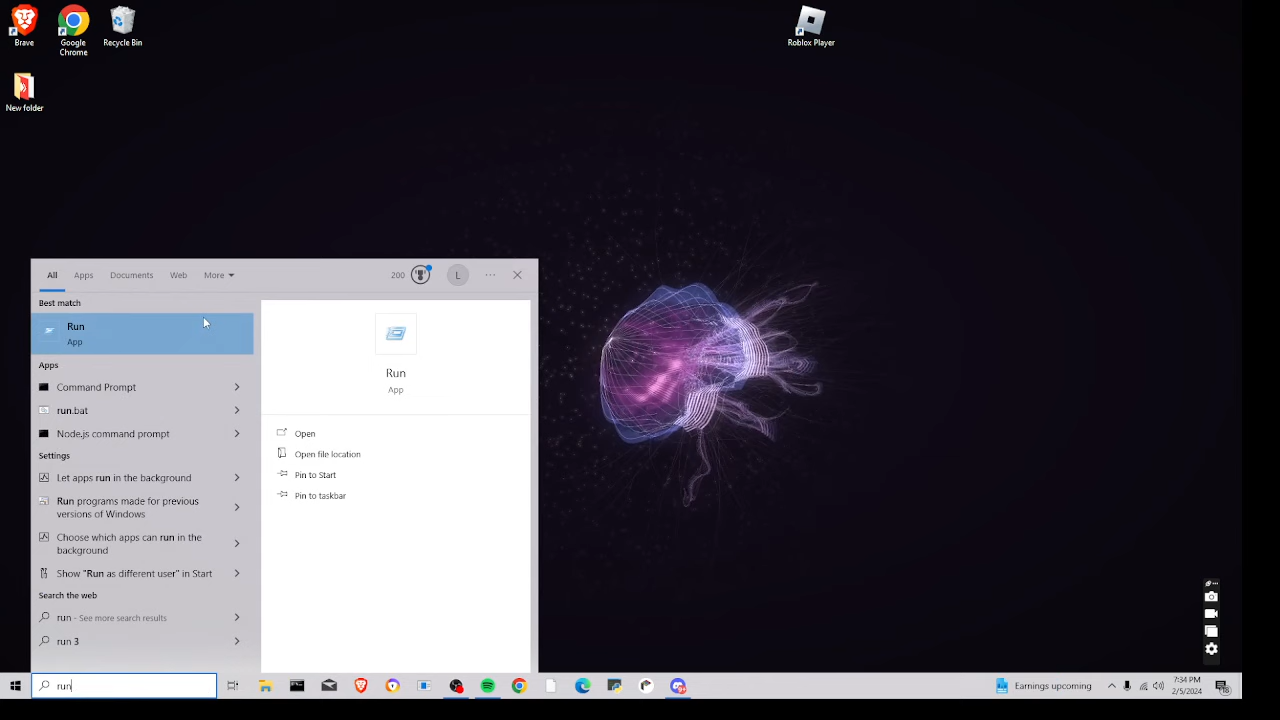 Brave
Google
Chrome
Recycle Bin
Roblox Player
New folder
All
Apps
Documents
Web
More
200
L
Best match
Run
App
Run
App
Apps
Command Prompt
run.bat
Node.js command prompt
Open
Open file location
Pin to Start
Pin to taskbar
Settings
Let apps run in the background
Run programs made for previous
versions of Windows
Choose which apps can run in the
background
Show "Run as different user" in Start
Search the web
run - See more search results
run 3
run
Earnings upcoming
7:34 PM
2/5/2024